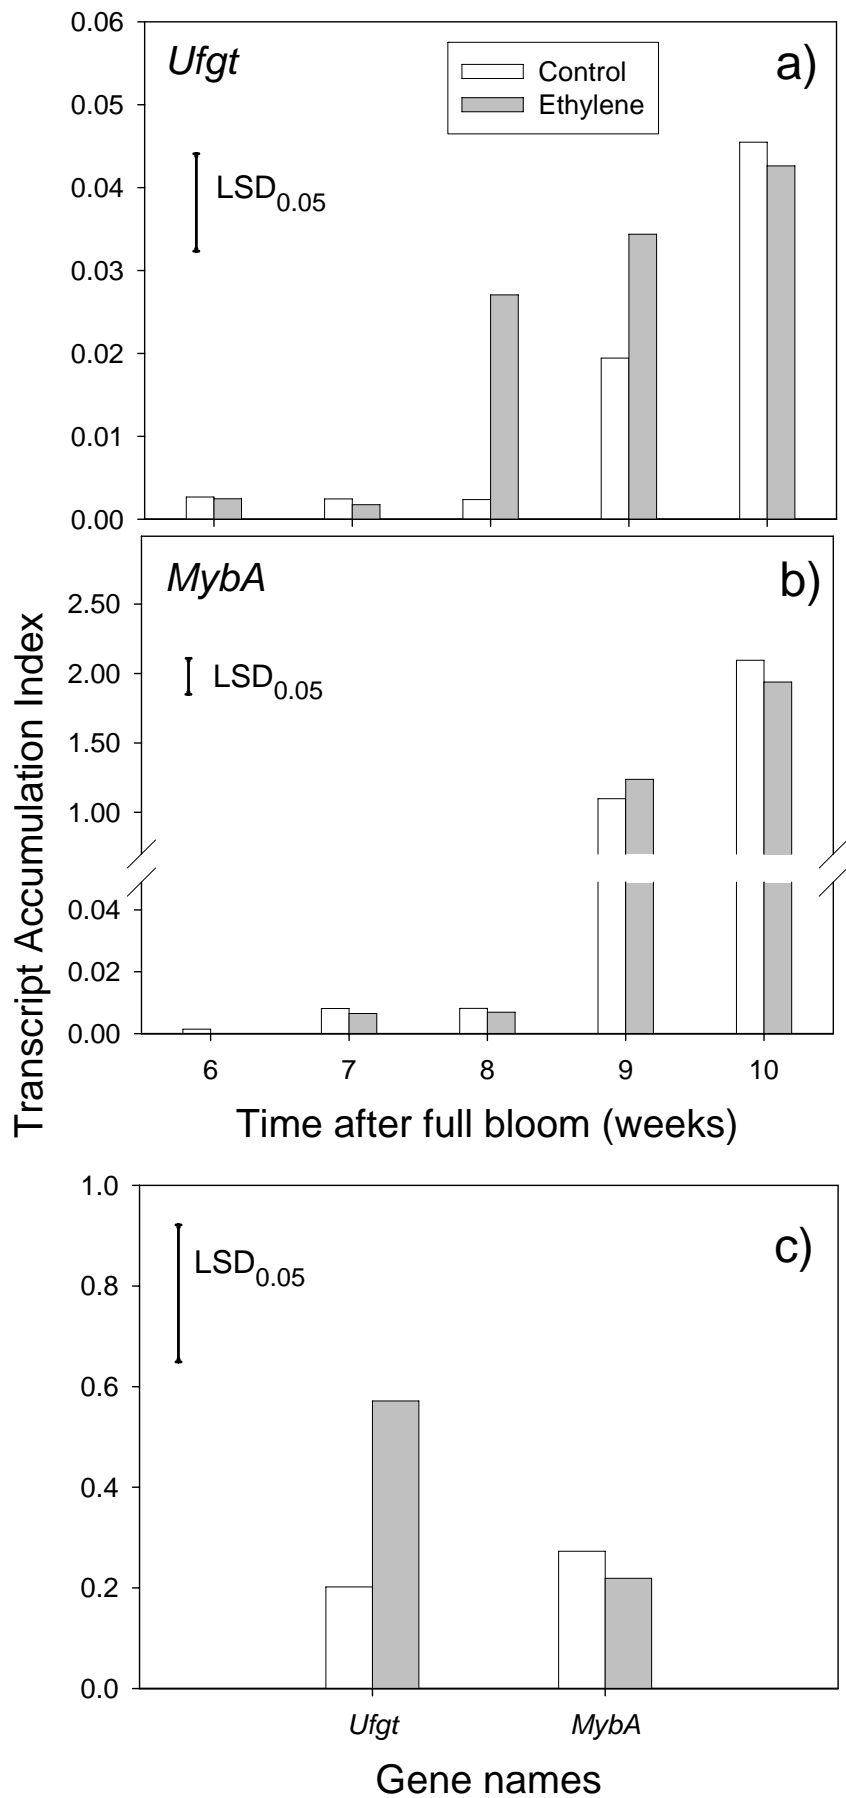 Ufgt
Control
Ethylene
a)
0.06
0.05
0.04
0.03
0.02
0.01
0.00
LSD0.05
MybA
b)
2.50
2.00
1.50
1.00
0.04
0.02
0.00
LSD0.05
6 7 8 9 10
Time after full bloom (weeks)
Transcript Accumulation Index
c)
1.0
0.8
0.6
0.4
0.2
0.0
LSD0.05
Ufgt MybA
Gene names